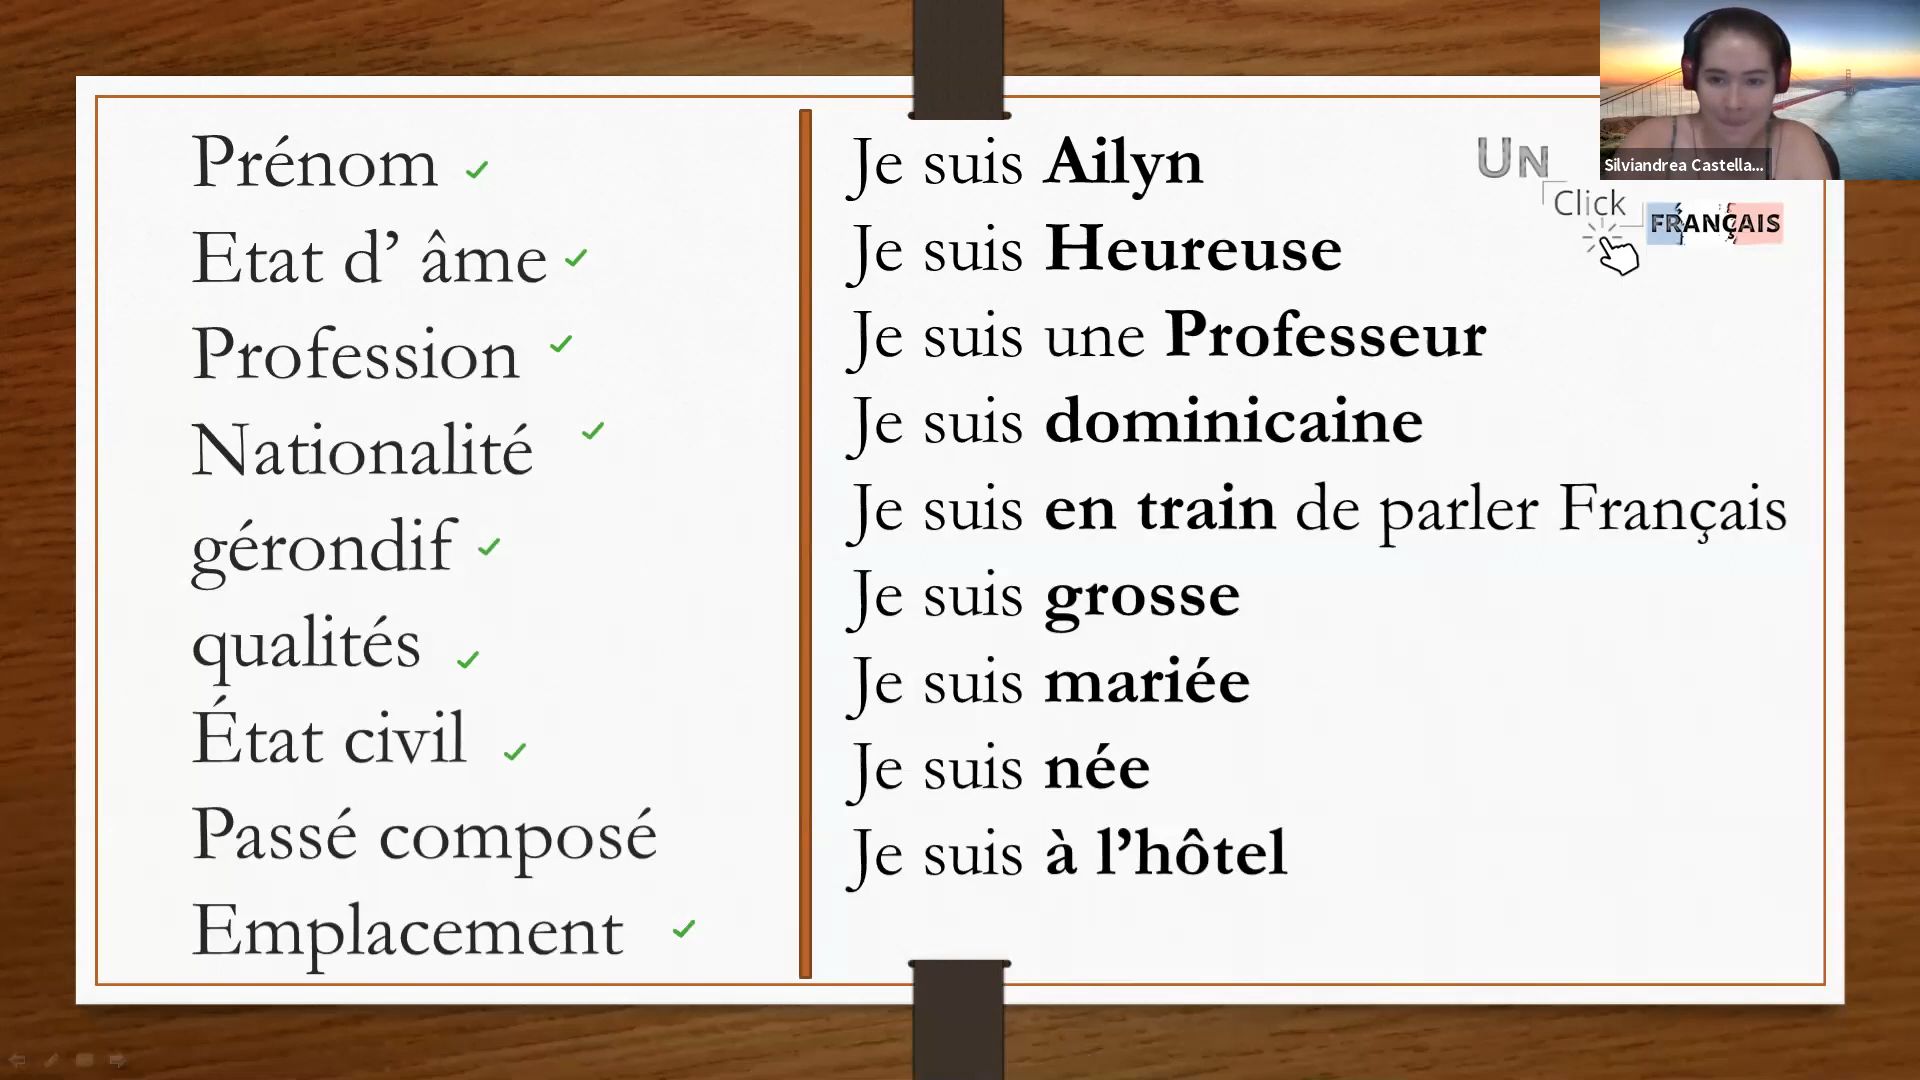 Prénom
Etat d’ âme
Profession
Nationalité
gérondif
qualités
État civil
Passé composé
Emplacement
Je suis Ailyn
Je suis Heureuse
Je suis une Professeur
Je suis dominicaine
Je suis en train de parler Français
Je suis grosse
Je suis mariée
Je suis née
Je suis à l’hôtel
UN
Click
FRANÇAIS
Silviandrea Castella...